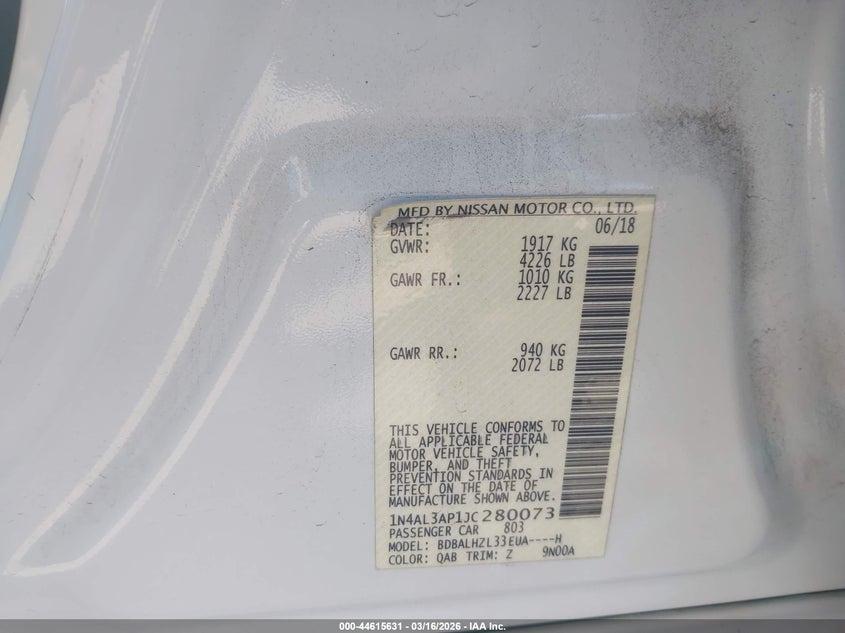 MFD BY NISSAN MOTOR CO., LTD.
DATE: 06/18
GVWR: 1917 KG
4226 LB
GAWR FR.: 1010 KG
2227 LB
GAWR RR.: 940 KG
2072 LB
THIS VEHICLE CONFORMS TO
ALL APPLICABLE FEDERAL
MOTOR VEHICLE SAFETY,
BUMPER, AND THEFT
PREVENTION STANDARDS IN
EFFECT ON THE DATE OF
MANUFACTURE SHOWN ABOVE.
1N4AL3AP1JC280073
PASSENGER CAR 803
MODEL: BDBALHZL33EUA----H
COLOR: QAB TRIM: Z 9N00A
000-44615631 - 03/16/2026 - IAA Inc.